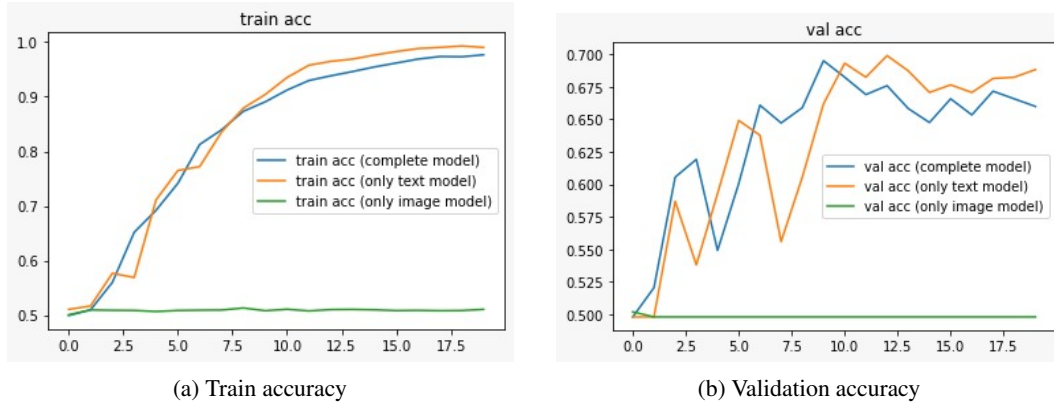 train acc
1.0
0.9
0.8
0.7
0.6
0.5
train acc (complete model)
train acc (only text model)
train acc (only image model)
0.0 2.5 5.0 7.5 10.0 12.5 15.0 17.5
(a) Train accuracy
val acc
0.700
0.675
0.650
0.625
0.600
0.575
0.550
0.525
0.500
val acc (complete model)
val acc (only text model)
val acc (only image model)
0.0 2.5 5.0 7.5 10.0 12.5 15.0 17.5
(b) Validation accuracy